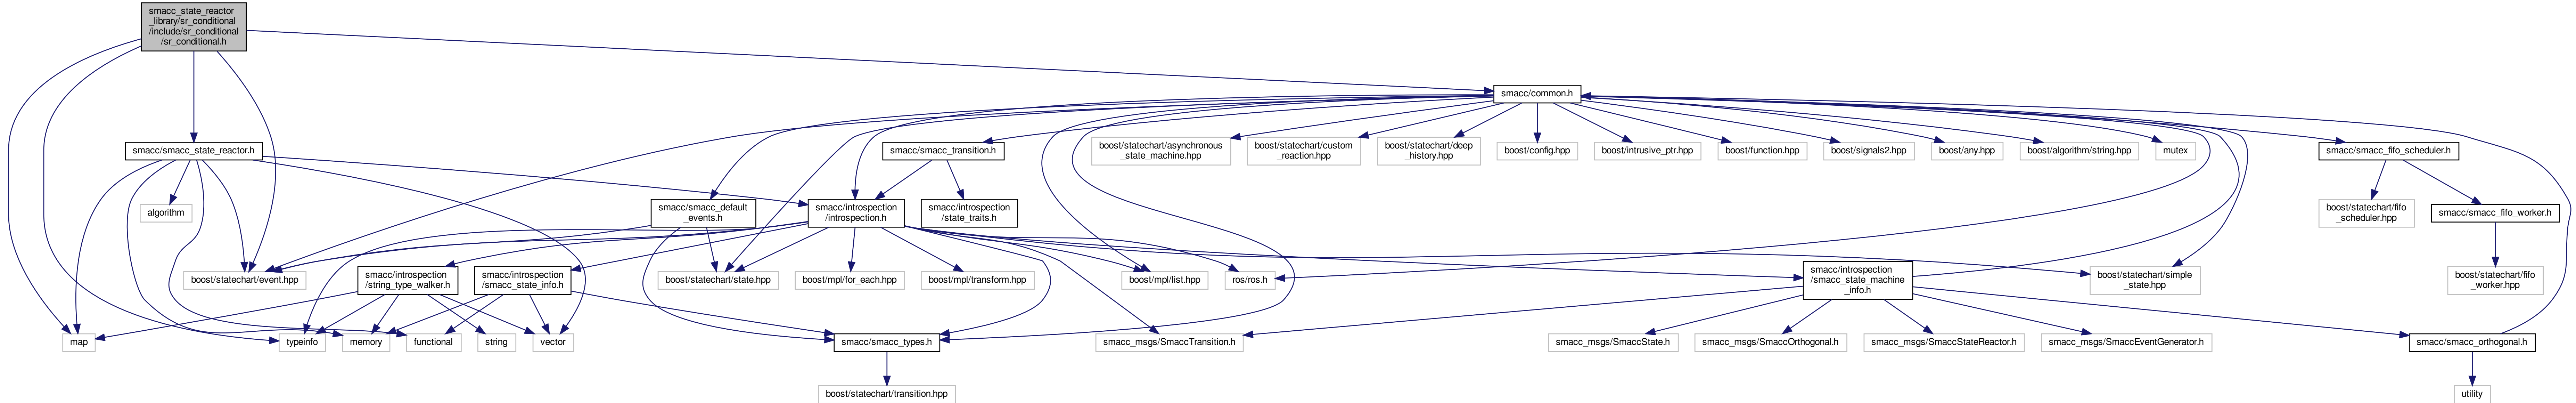 smacc_state_reactor
_library/sr_conditional
/include/sr_conditional
/sr_conditional.h
smacc/common.h
smacc/smacc_state_reactor.h
smacc/smacc_transition.h
boost/statechart/asynchronous
_state_machine.hpp
boost/statechart/custom
_reaction.hpp
boost/statechart/deep
_history.hpp
boost/config.hpp
boost/intrusive_ptr.hpp
boost/function.hpp
boost/signals2.hpp
boost/any.hpp
boost/algorithm/string.hpp
mutex
smacc/smacc_fifo_scheduler.h
algorithm
smacc/smacc_default
_events.h
smacc/introspection
/introspection.h
smacc/introspection
/state_traits.h
boost/statechart/fifo
_scheduler.hpp
smacc/smacc_fifo_worker.h
boost/statechart/event.hpp
smacc/introspection
/string_type_walker.h
smacc/introspection
/smacc_state_info.h
boost/statechart/state.hpp
boost/mpl/for_each.hpp
boost/mpl/transform.hpp
boost/mpl/list.hpp
ros/ros.h
smacc/introspection
/smacc_state_machine
_info.h
boost/statechart/simple
_state.hpp
boost/statechart/fifo
_worker.hpp
map
typeinfo
memory
functional
string
vector
smacc/smacc_types.h
smacc_msgs/SmaccTransition.h
smacc_msgs/SmaccState.h
smacc_msgs/SmaccOrthogonal.h
smacc_msgs/SmaccStateReactor.h
smacc_msgs/SmaccEventGenerator.h
smacc/smacc_orthogonal.h
boost/statechart/transition.hpp
utility